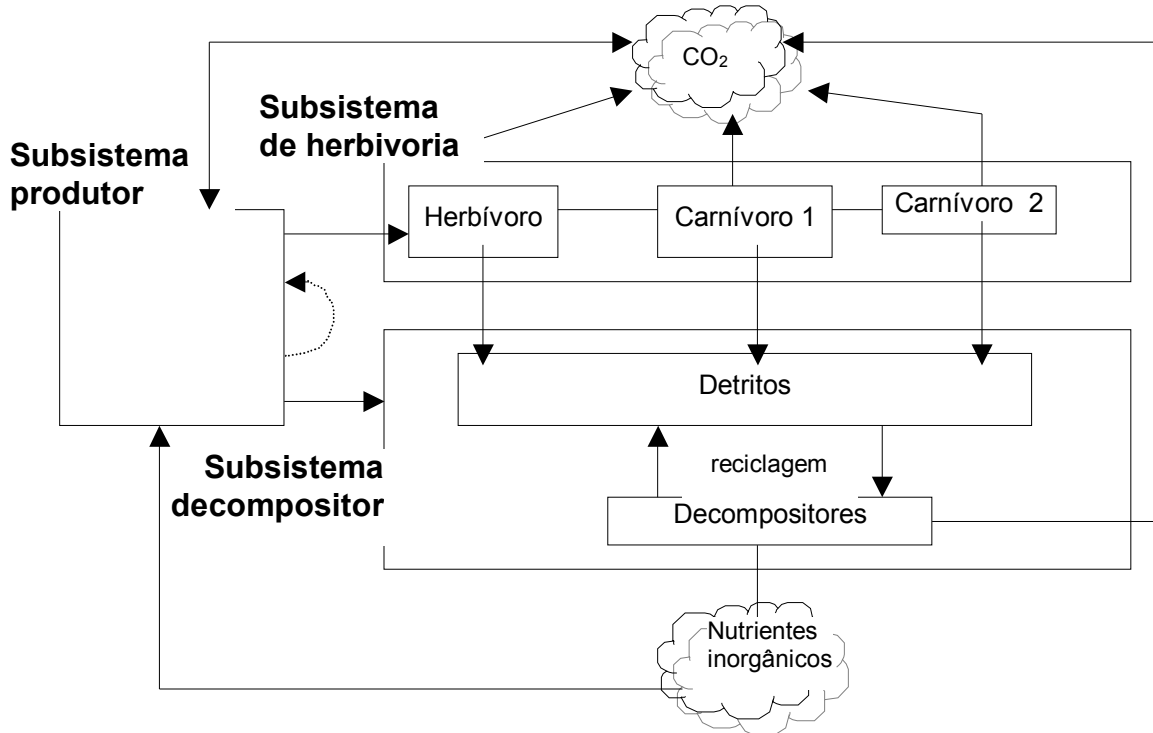 CO₂
Subsistema
de herbivoria
Subsistema
produtor
Herbívoro
Carnívoro 1
Carnívoro  2
Detritos
Subsistema
decompositor
reciclagem
Decompositores
Nutrientes
inorgânicos